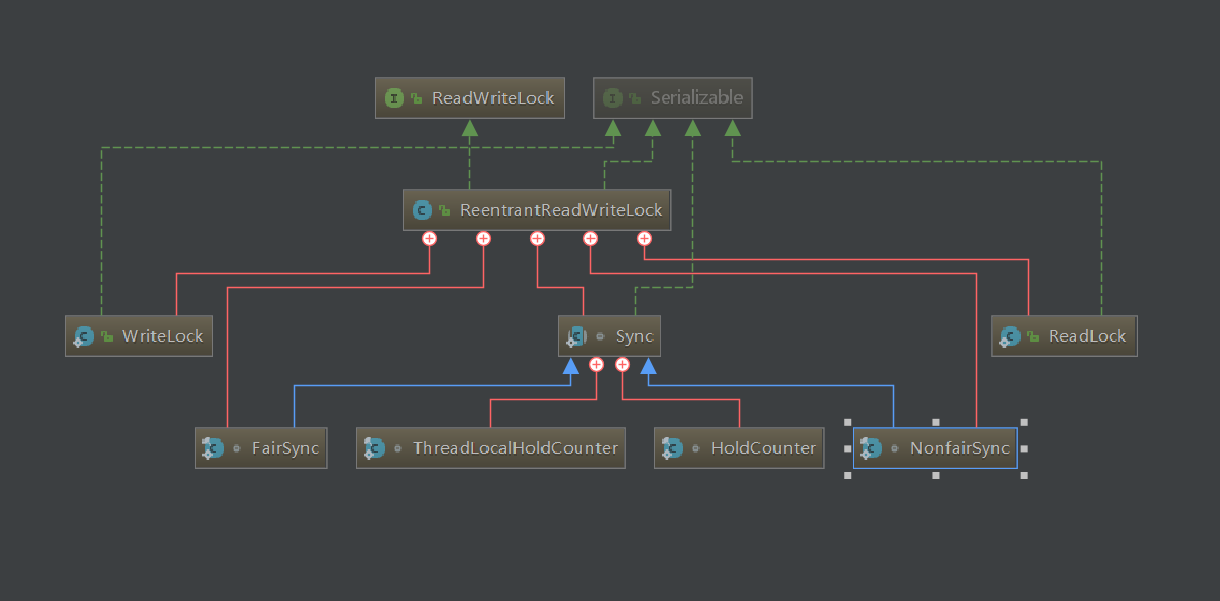 ReadWriteLock
Serializable
ReentrantReadWriteLock
WriteLock
Sync
ReadLock
FairSync
ThreadLocalHoldCounter
HoldCounter
NonfairSync